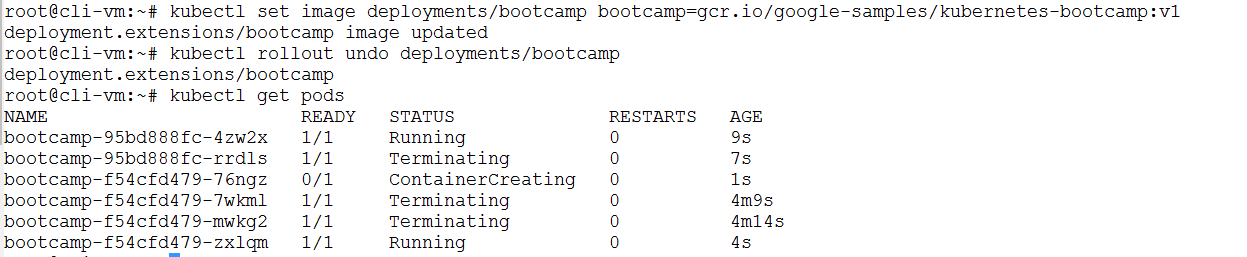 root@cli-vm:~# kubectl set image deployments/bootcamp bootcamp=gcr.io/google-samples/kubernetes-bootcamp:v1
deployment.extensions/bootcamp image updated
root@cli-vm:~# kubectl rollout undo deployments/bootcamp
deployment.extensions/bootcamp
root@cli-vm:~# kubectl get pods
NAME READY STATUS RESTARTS AGE
bootcamp-95bd888fc-4zw2x 1/1 Running 0 9s
bootcamp-95bd888fc-rrdls 1/1 Terminating 0 7s
bootcamp-f54cfd479-76ngz 0/1 ContainerCreating 0 1s
bootcamp-f54cfd479-7wkml 1/1 Terminating 0 4m9s
bootcamp-f54cfd479-mwkg2 1/1 Terminating 0 4m14s
bootcamp-f54cfd479-zxlqm 1/1 Running 0 4s